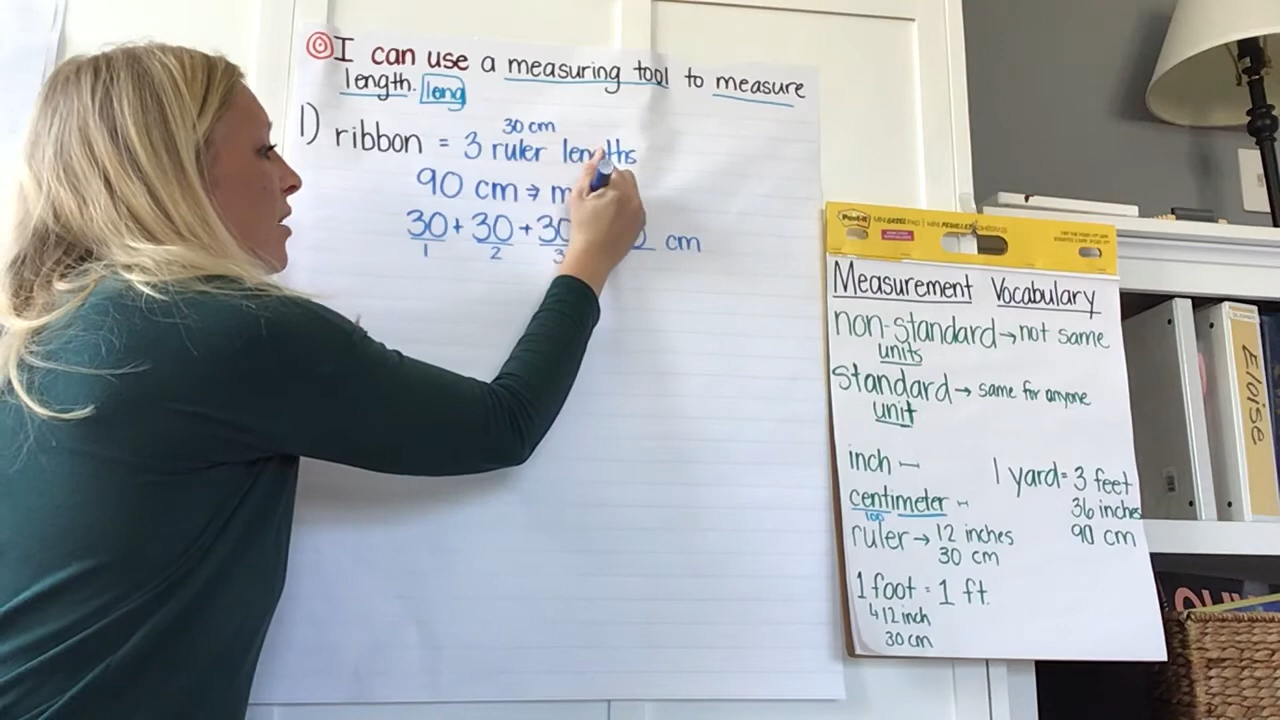 I can use a measuring tool to measure
length. leng
1) ribbon = 3 ruler lengths
30 cm
90 cm → m
30 + 30 + 30 cm
1 2 3
Post-it
Measurement Vocabulary
non-standard → not same
units
standard → same for anyone
unit
inch
centimeter
100
ruler → 12 inches
30 cm
1 foot = 1 ft.
12 inch
30 cm
1 yard = 3 feet
36 inches
90 cm
Eloise